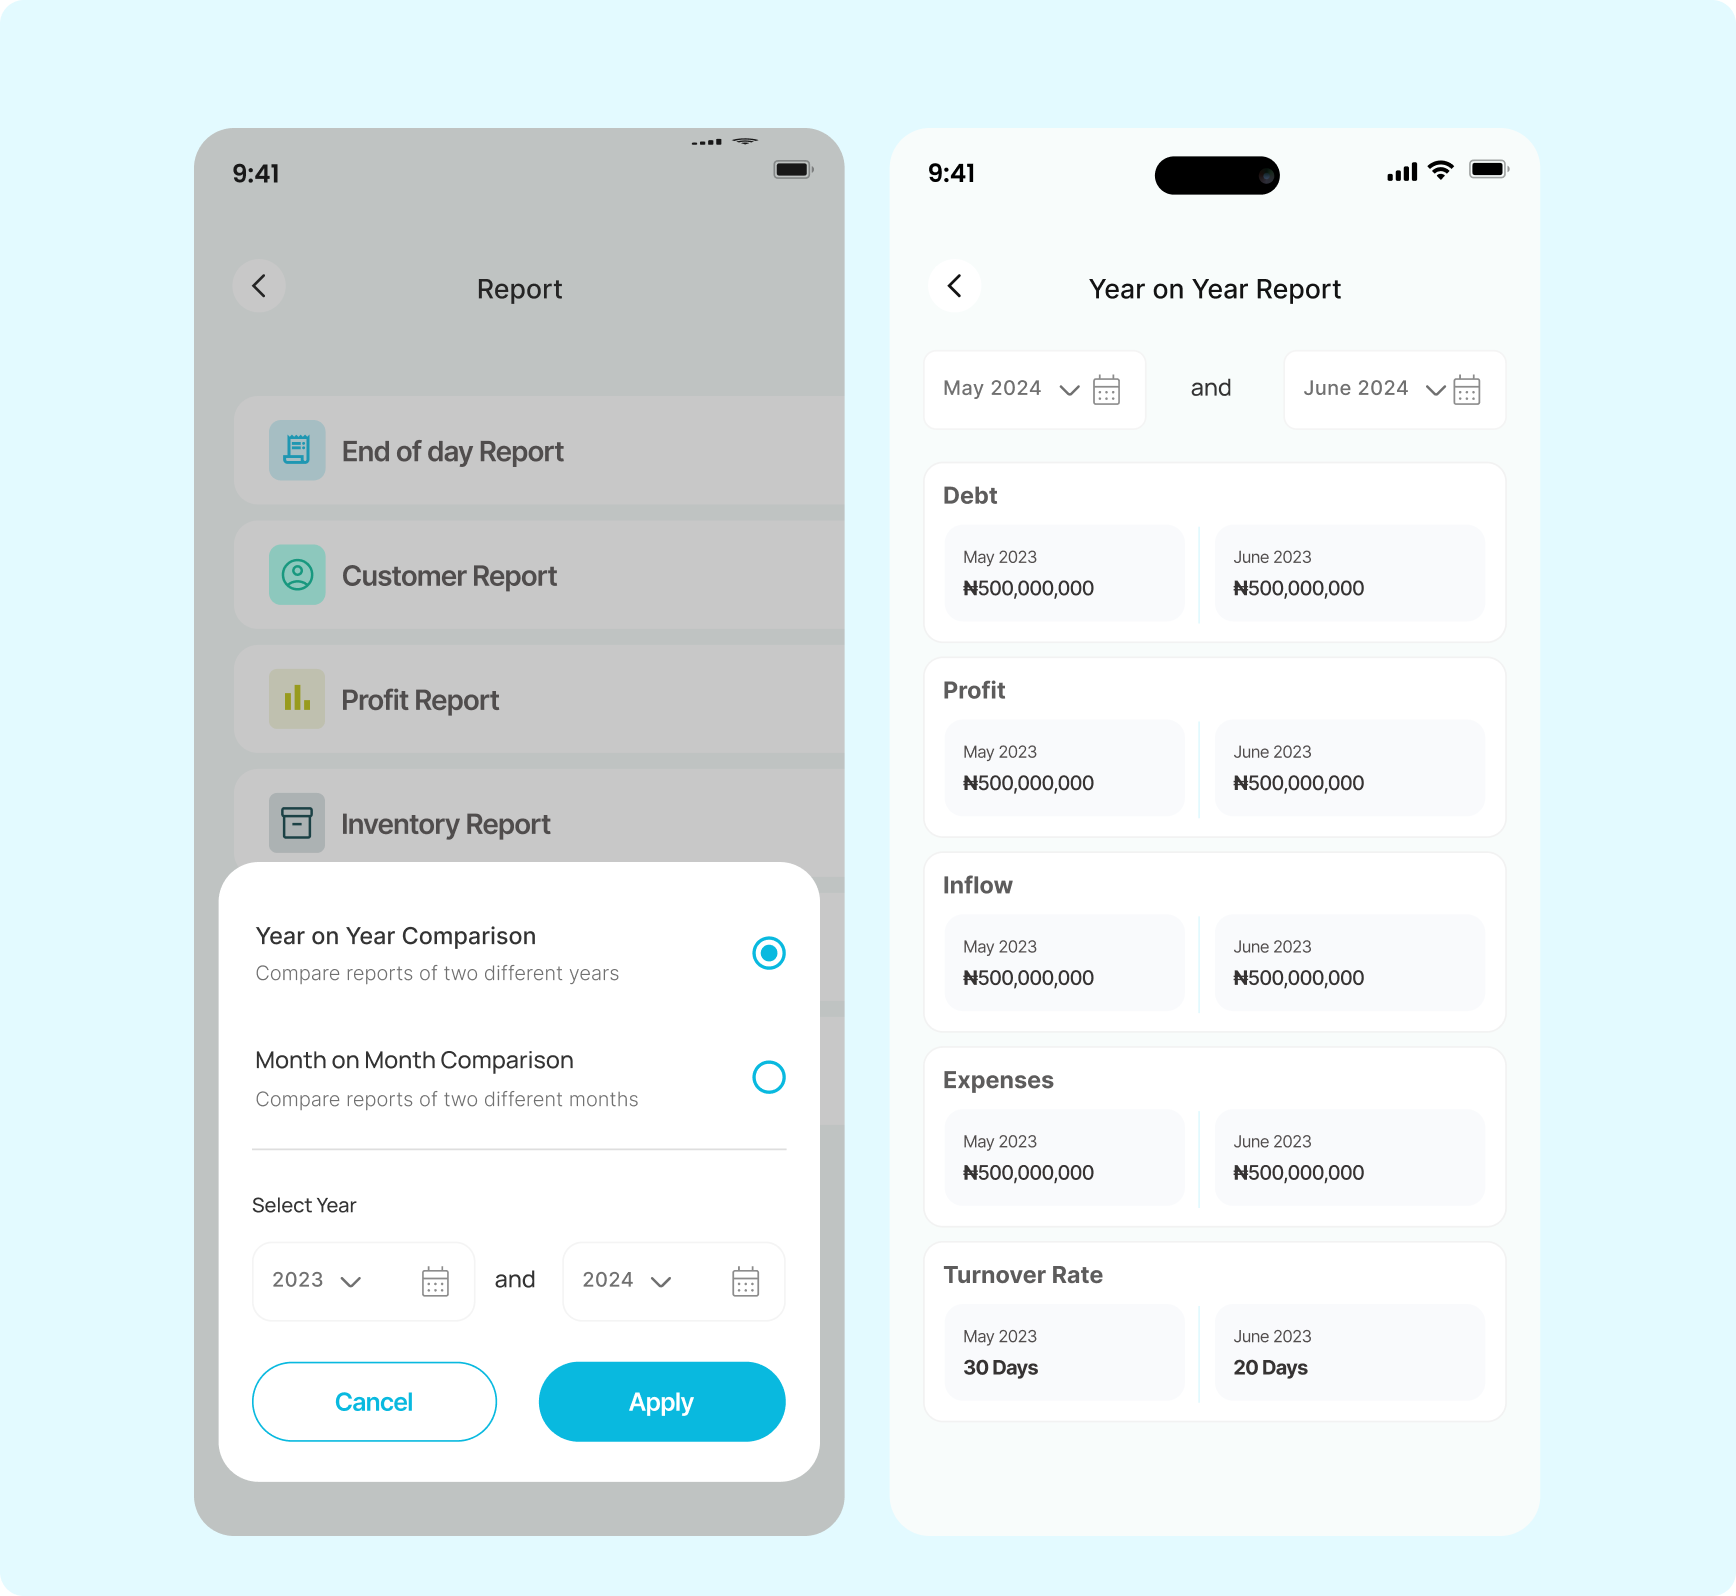 9:41
Report
End of day Report
Customer Report
Profit Report
Inventory Report
Year on Year Comparison
Compare reports of two different years
Month on Month Comparison
Compare reports of two different months
Select Year
2023
and
2024
Cancel
Apply
9:41
Year on Year Report
May 2024
and
June 2024
Debt
May 2023
₦500,000,000
June 2023
₦500,000,000
Profit
May 2023
₦500,000,000
June 2023
₦500,000,000
Inflow
May 2023
₦500,000,000
June 2023
₦500,000,000
Expenses
May 2023
₦500,000,000
June 2023
₦500,000,000
Turnover Rate
May 2023
30 Days
June 2023
20 Days